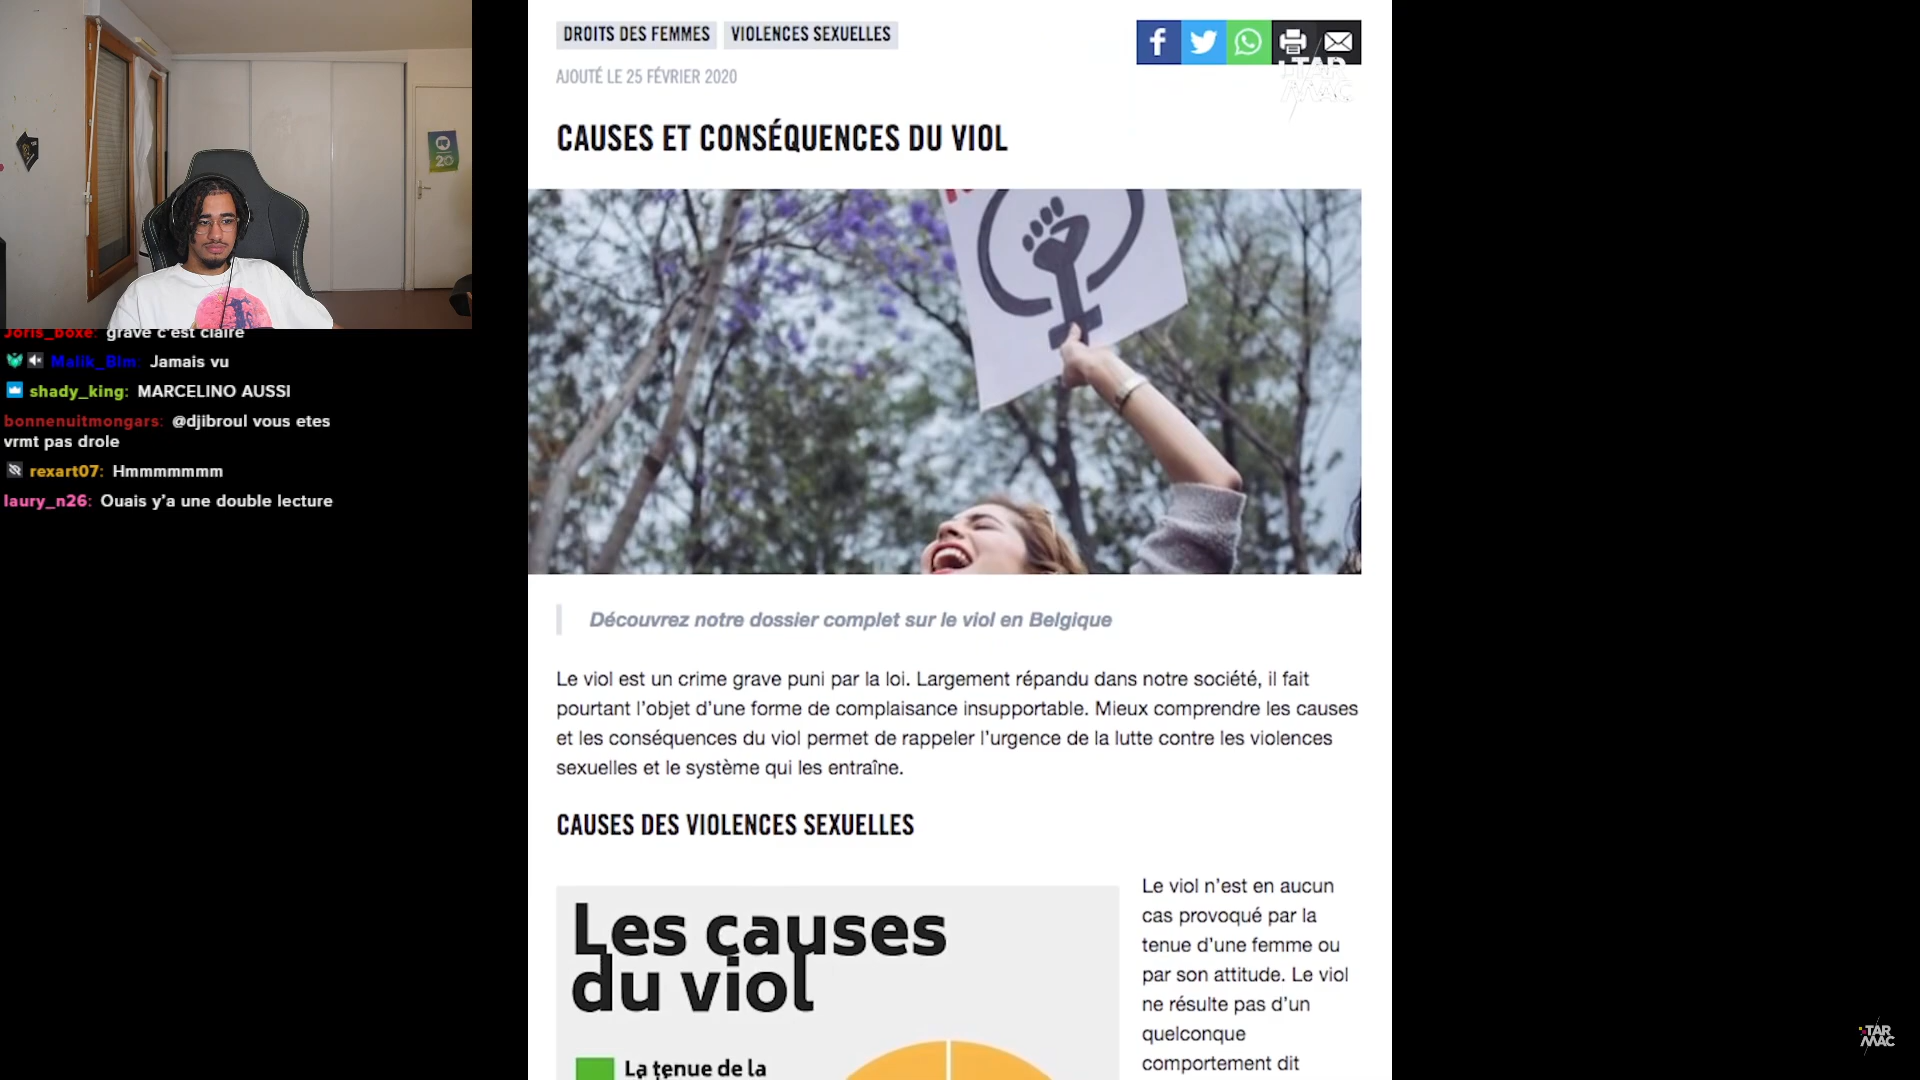 DROITS DES FEMMES
VIOLENCES SEXUELLES
AJOUTÉ LE 25 FÉVRIER 2020
TAR
MAC
CAUSES ET CONSÉQUENCES DU VIOL
Joris_boxe: grave c'est claire
Malik_Blm: Jamais vu
shady_king: MARCELINO AUSSI
bonnenuitmongars: @djibroul vous etes
vrmt pas drole
rexart07: Hmmmmmmm
laury_n26: Ouais y'a une double lecture
Découvrez notre dossier complet sur le viol en Belgique
Le viol est un crime grave puni par la loi. Largement répandu dans notre société, il fait
pourtant l'objet d'une forme de complaisance insupportable. Mieux comprendre les causes
et les conséquences du viol permet de rappeler l'urgence de la lutte contre les violences
sexuelles et le système qui les entraîne.
CAUSES DES VIOLENCES SEXUELLES
Les causes
du viol
La tenue de la
Le viol n'est en aucun
cas provoqué par la
tenue d'une femme ou
par son attitude. Le viol
ne résulte pas d'un
quelconque
comportement dit
TAR
MAC